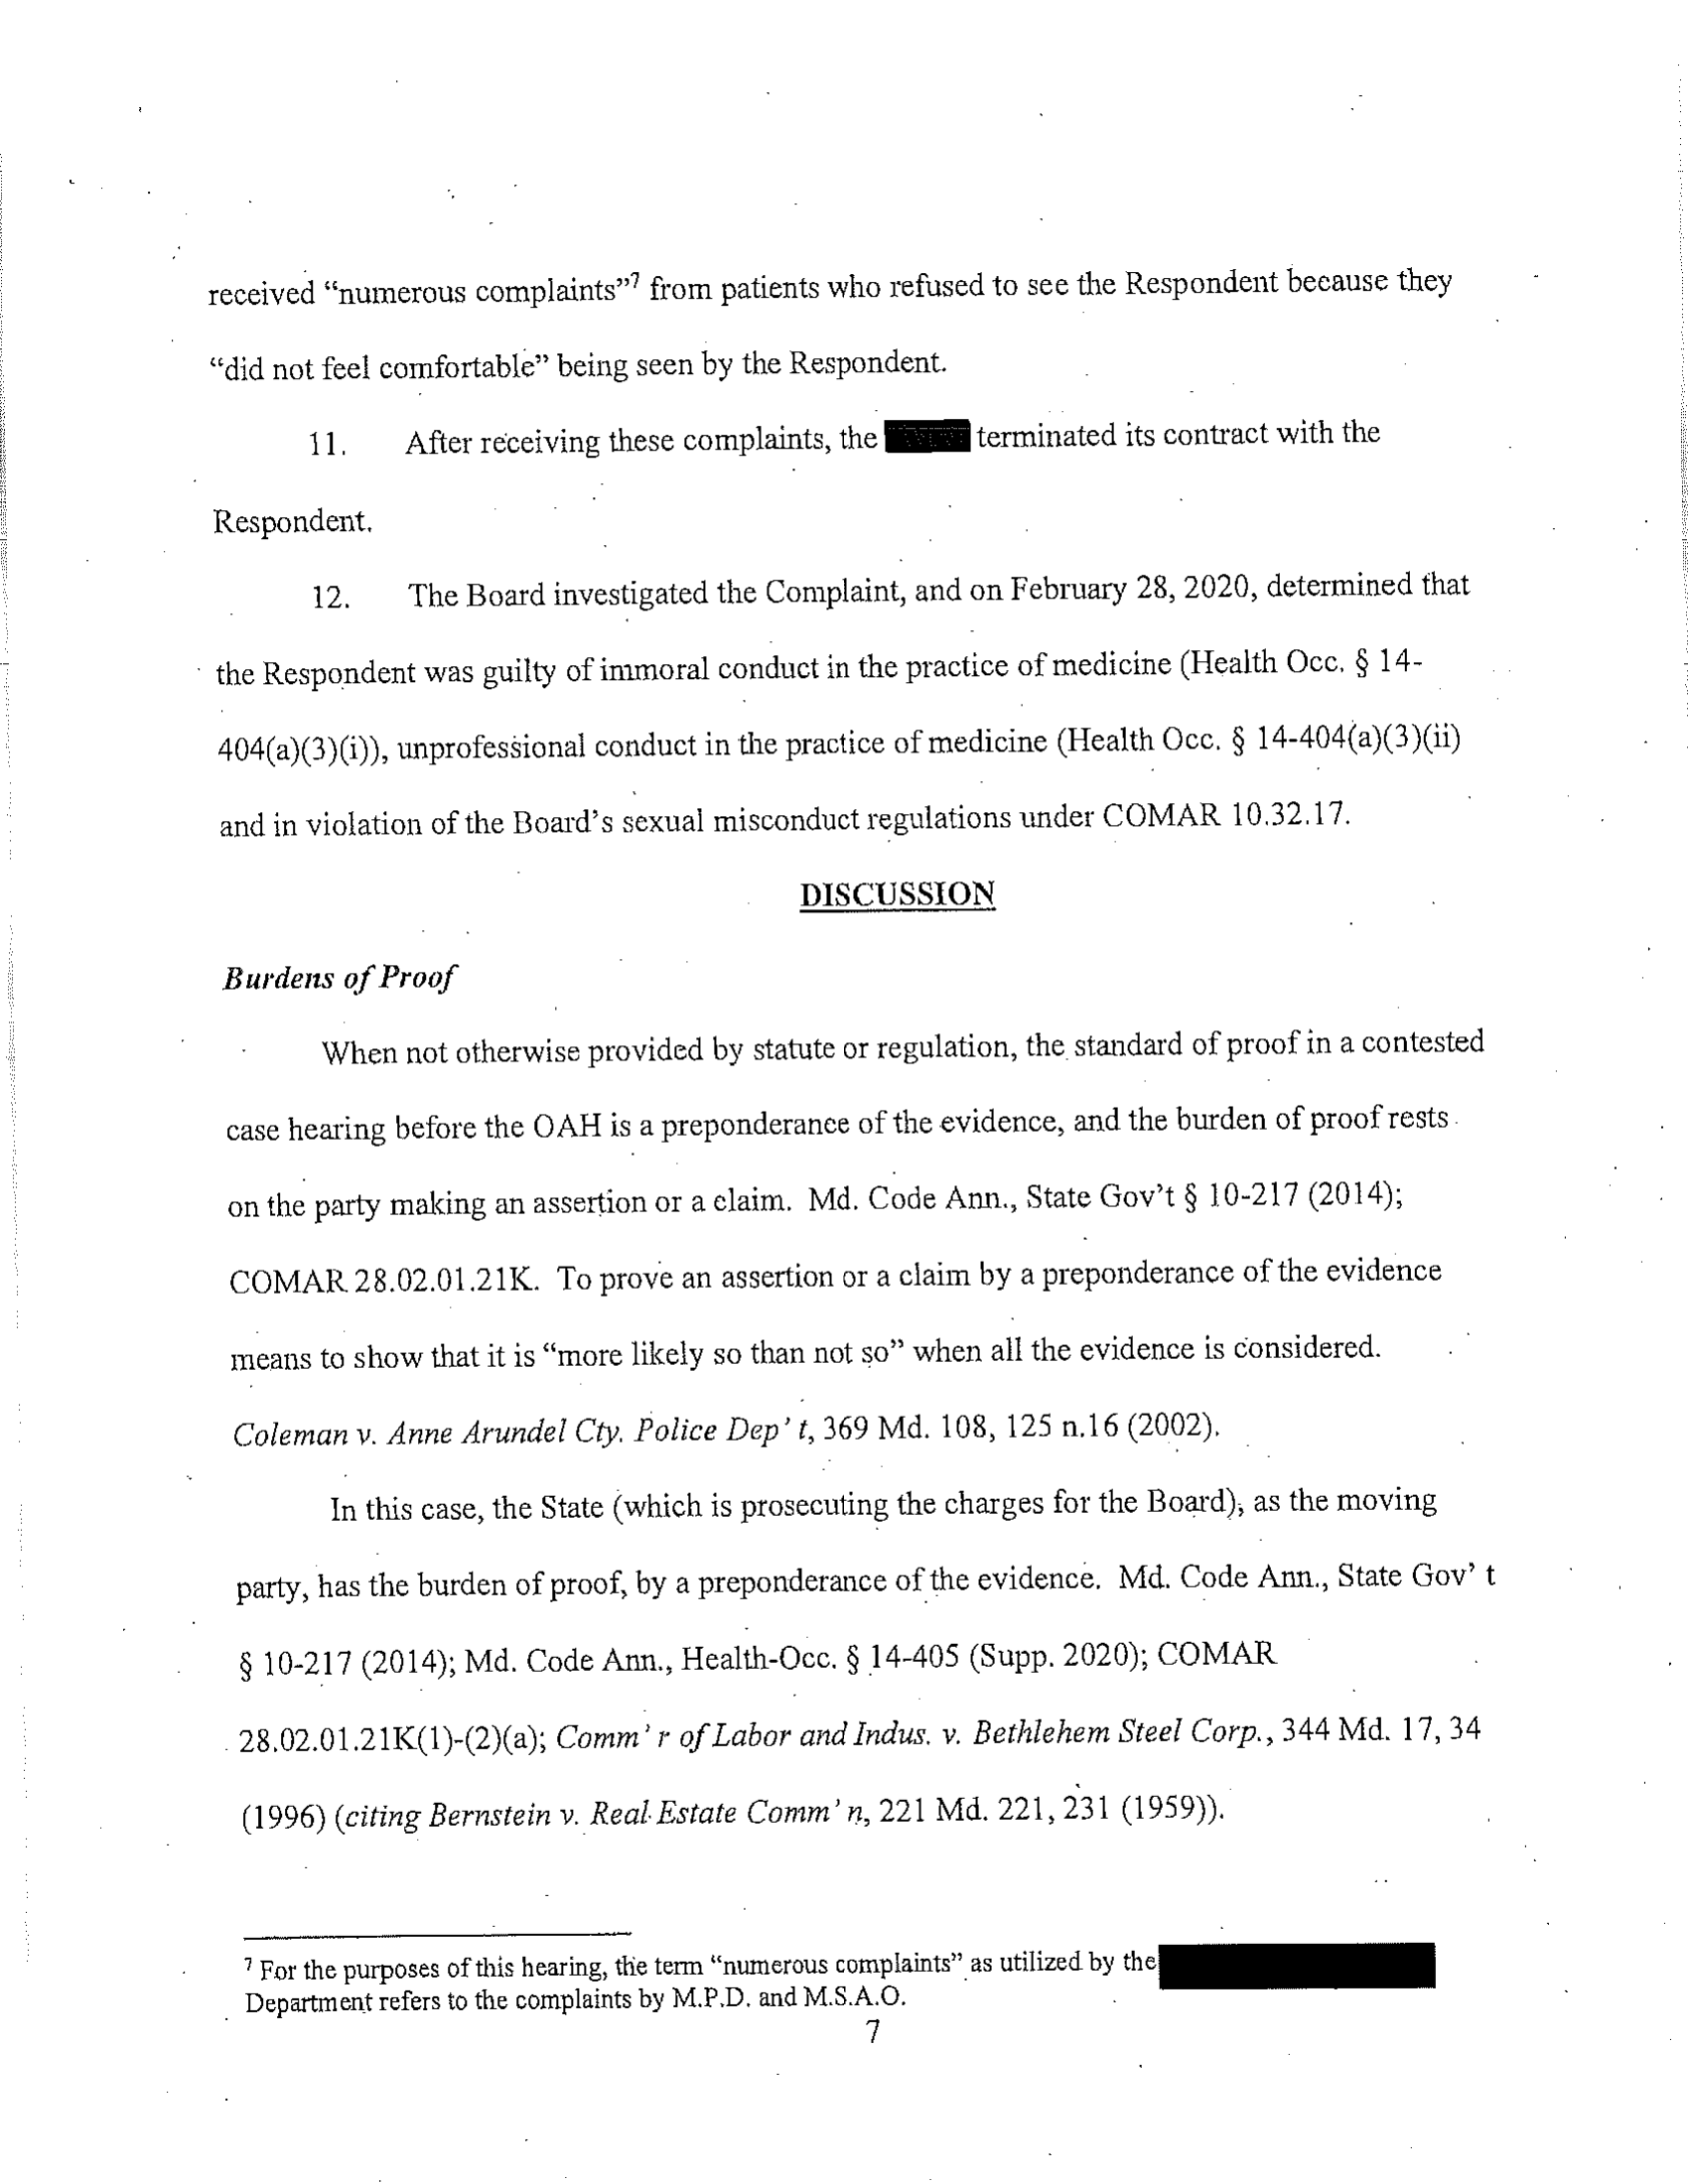 received “numerous complaints”7 from patients who refused to see the Respondent because they
“did not feel comfortable” being seen by the Respondent.
11. After receiving these complaints, the terminated its contract with the
Respondent.
12. The Board investigated the Complaint, and on February 28, 2020, determined that
the Respondent was guilty of immoral conduct in the practice of medicine (Health Occ. § 14-
404(a)(3)(i)), unprofessional conduct in the practice of medicine (Health Occ. § 14-404(a)(3)(ii)
and in violation of the Board’s sexual misconduct regulations under COMAR 10.32.17.
DISCUSSION
Burdens of Proof
When not otherwise provided by statute or regulation, the standard of proof in a contested
case hearing before the OAH is a preponderance of the evidence, and the burden of proof rests
on the party making an assertion or a claim. Md. Code Ann., State Gov’t § 10-217 (2014);
COMAR 28.02.01.21K. To prove an assertion or a claim by a preponderance of the evidence
means to show that it is “more likely so than not so” when all the evidence is considered.
Coleman v. Anne Arundel Cty. Police Dep’ t, 369 Md. 108, 125 n.16 (2002).
In this case, the State (which is prosecuting the charges for the Board), as the moving
party, has the burden of proof, by a preponderance of the evidence. Md. Code Ann., State Gov’ t
§ 10-217 (2014); Md. Code Ann., Health-Occ. § 14-405 (Supp. 2020); COMAR
28.02.01.21K(1)-(2)(a); Comm’ r of Labor and Indus. v. Bethlehem Steel Corp., 344 Md. 17, 34
(1996) (citing Bernstein v. Real Estate Comm’ n, 221 Md. 221, 231 (1959)).
7 For the purposes of this hearing, the term “numerous complaints” as utilized by the
Department refers to the complaints by M.P.D. and M.S.A.O.
7